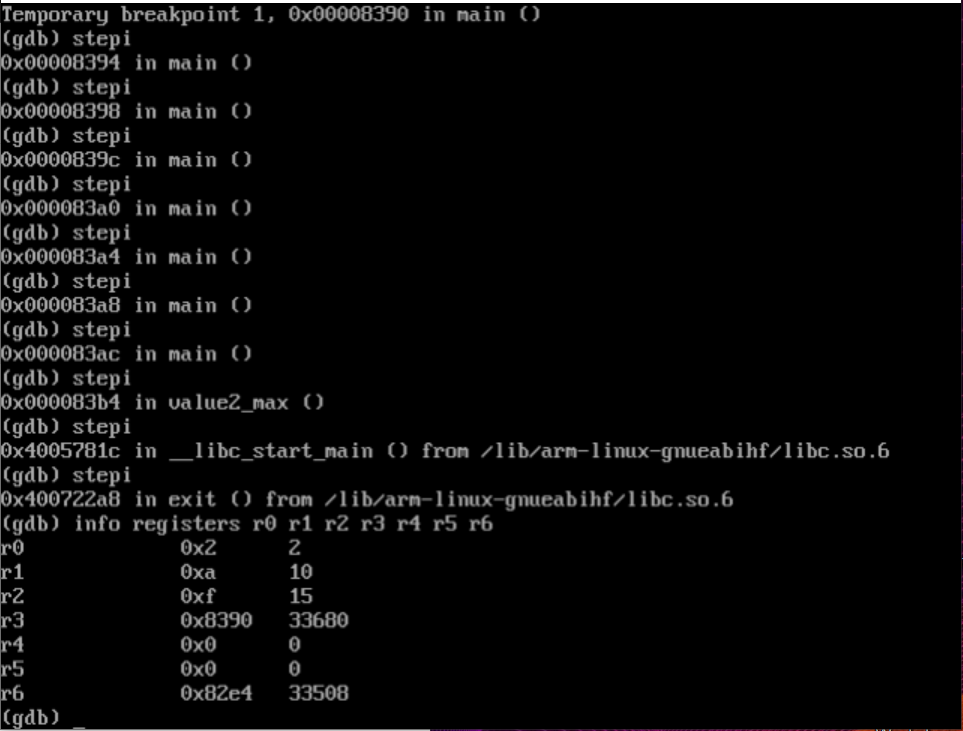 Temporary breakpoint 1, 0x00008390 in main ()
(gdb) stepi
0x00008394 in main ()
(gdb) stepi
0x00008398 in main ()
(gdb) stepi
0x0000839c in main ()
(gdb) stepi
0x000083a0 in main ()
(gdb) stepi
0x000083a4 in main ()
(gdb) stepi
0x000083a8 in main ()
(gdb) stepi
0x000083ac in main ()
(gdb) stepi
0x000083b4 in value2_max ()
(gdb) stepi
0x4005781c in __libc_start_main () from /lib/arm-linux-gnueabihf/libc.so.6
(gdb) stepi
0x400722a8 in exit () from /lib/arm-linux-gnueabihf/libc.so.6
(gdb) info registers r0 r1 r2 r3 r4 r5 r6
r0 0x2 2
r1 0xa 10
r2 0xf 15
r3 0x8390 33680
r4 0x0 0
r5 0x0 0
r6 0x82e4 33508
(gdb) _